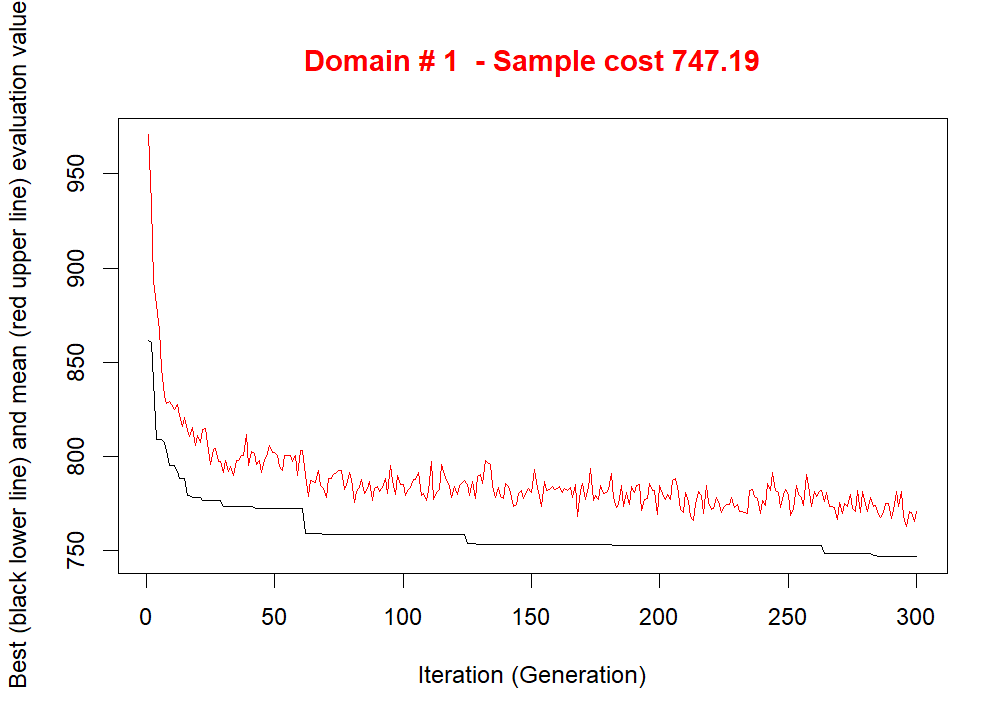 Domain # 1  - Sample cost 747.19
Best (black lower line) and mean (red upper line) evaluation value
950
900
850
800
750
0 50 100 150 200 250 300
Iteration (Generation)